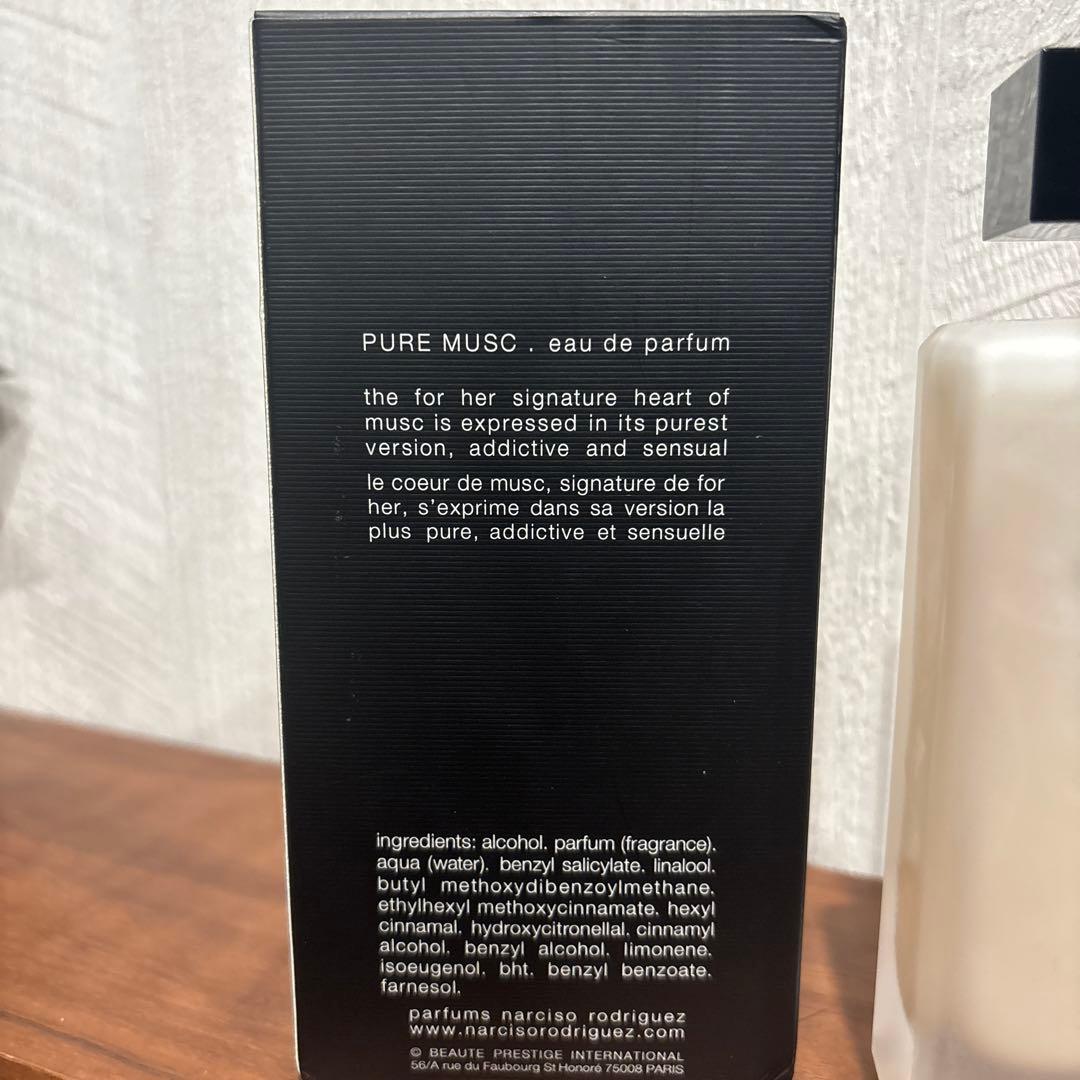 PURE MUSC . eau de parfum
the for her signature heart of
musc is expressed in its purest
version, addictive and sensual
le coeur de musc, signature de for
her, s'exprime dans sa version la
plus pure, addictive et sensuelle
ingredients: alcohol. parfum (fragrance).
aqua (water). benzyl salicylate. linalool.
butyl methoxydibenzoylmethane.
ethylhexyl methoxycinnamate. hexyl
cinnamal. hydroxycitronellal. cinnamyl
alcohol. benzyl alcohol. limonene.
isoeugenol. bht. benzyl benzoate.
farnesol.
parfums narciso rodriguez
www.narcisorodriguez.com
© BEAUTE PRESTIGE INTERNATIONAL
56/A rue du Faubourg St Honoré 75008 PARIS